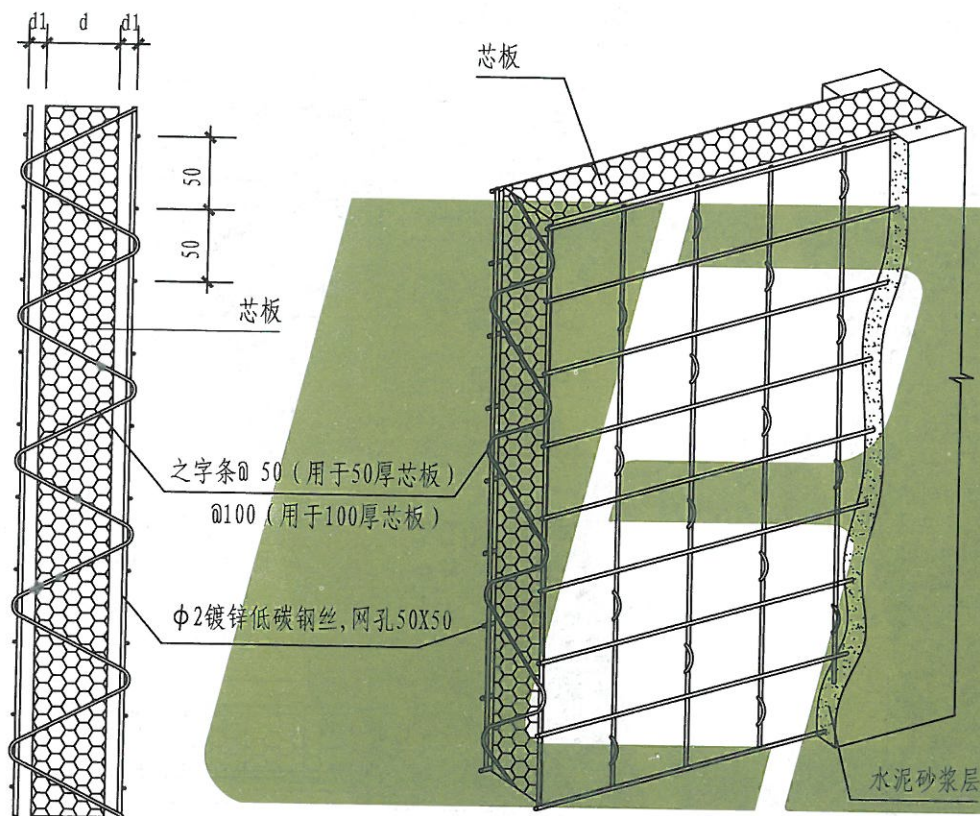 d1 d d1
芯板
50
50
芯板
之字条@ 50（用于50厚芯板）
@100（用于100厚芯板）
φ2镀锌低碳钢丝,网孔50X50
水泥砂浆层